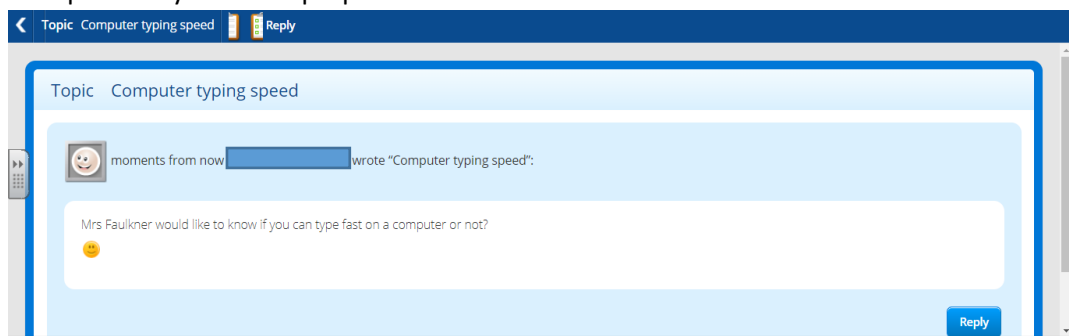 Topic Computer typing speed Reply
Topic Computer typing speed
moments from now wrote “Computer typing speed”:
Mrs Faulkner would like to know if you can type fast on a computer or not?
Reply